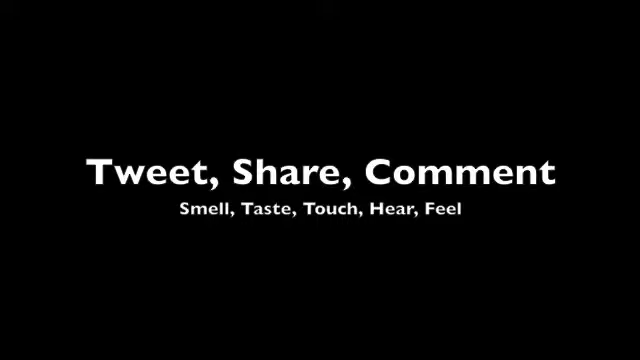 Tweet, Share, Comment
Smell, Taste, Touch, Hear, Feel